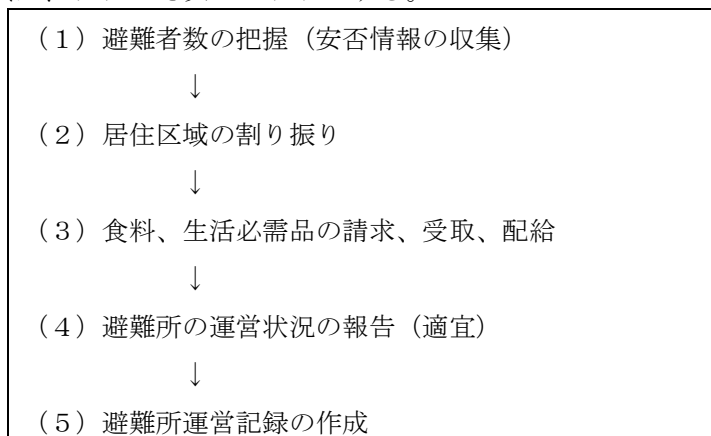 （１）避難者数の把握（安否情報の収集）
↓
（２）居住区域の割り振り
↓
（３）食料、生活必需品の請求、受取、配給
↓
（４）避難所の運営状況の報告（適宜）
↓
（５）避難所運営記録の作成